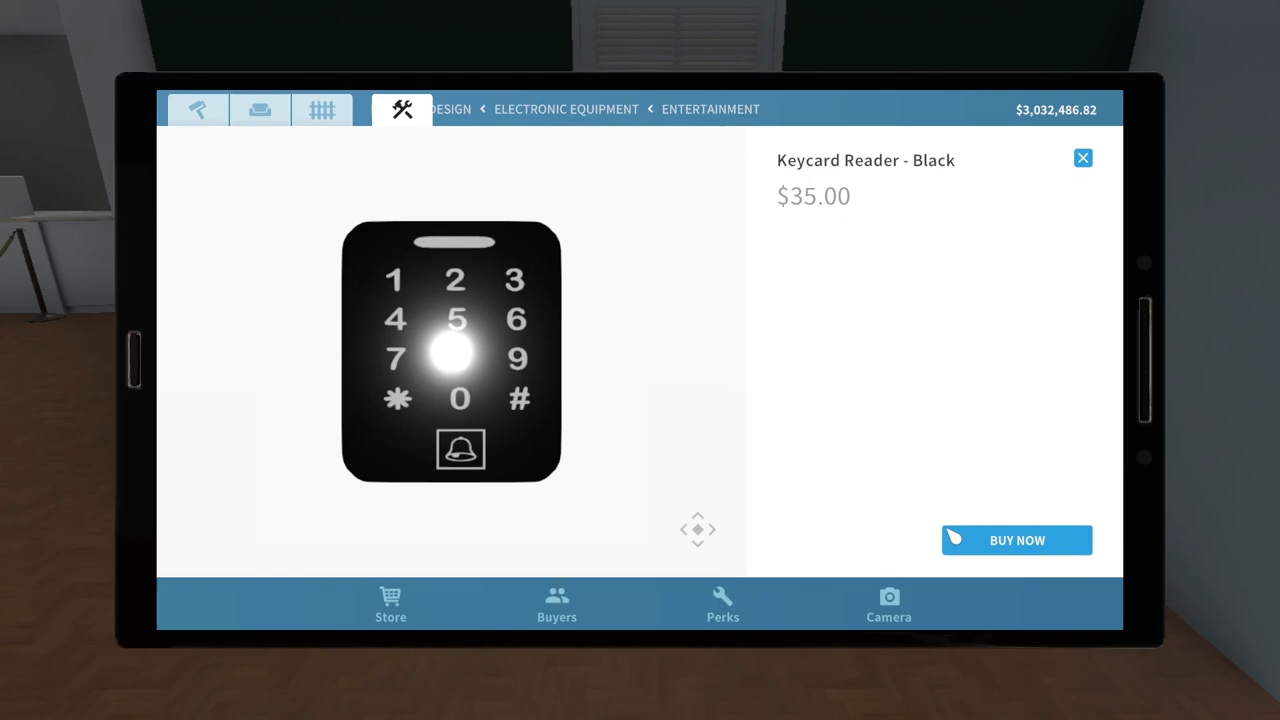 DESIGN < ELECTRONIC EQUIPMENT < ENTERTAINMENT
$3,032,486.82
Keycard Reader - Black
$35.00
1 2 3
4 5 6
7 9
* 0 #
BUY NOW
Store
Buyers
Perks
Camera